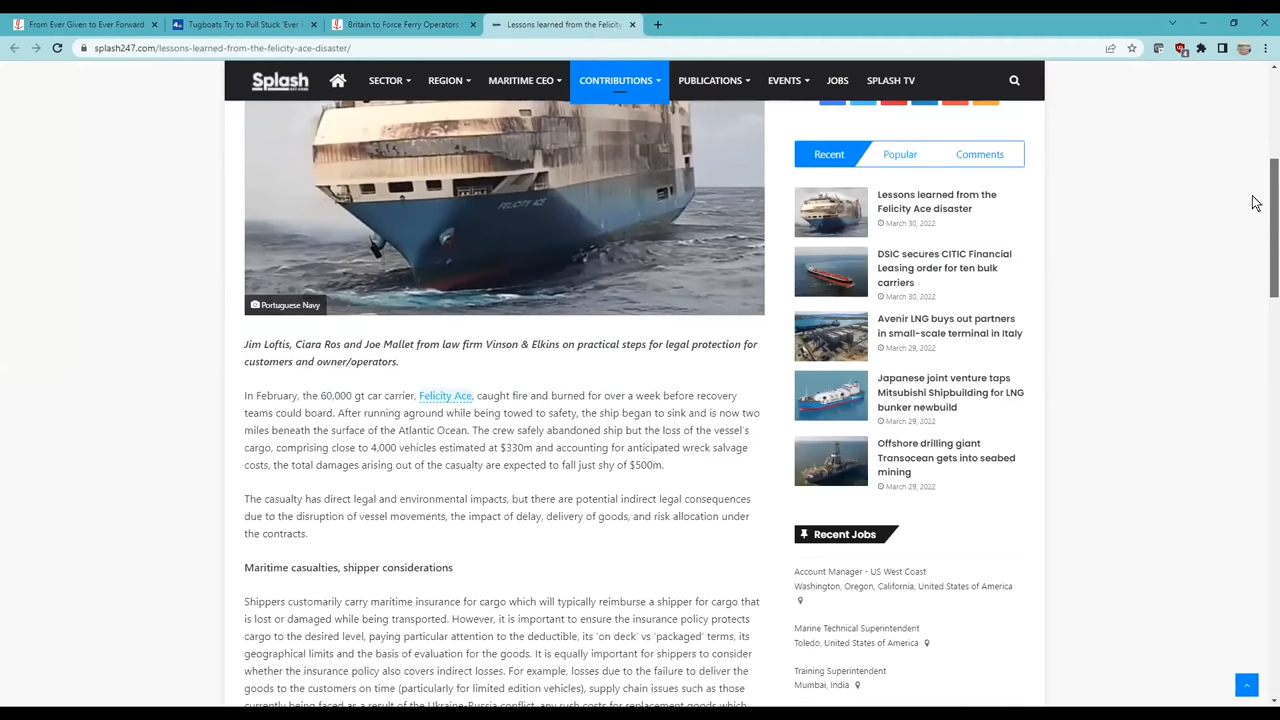 From Ever Given to Ever Forward
Tugboats Try to Pull Stuck 'Ever
Britain to Force Ferry Operators
Lessons learned from the Felicity
splash247.com/lessons-learned-from-the-felicity-ace-disaster/
Splash
SECTOR
REGION
MARITIME CEO
CONTRIBUTIONS
PUBLICATIONS
EVENTS
JOBS
SPLASH TV
FELICITY ACE
Portuguese Navy
Jim Loftis, Ciara Ros and Joe Mallet from law firm Vinson & Elkins on practical steps for legal protection for
customers and owner/operators.
In February, the 60,000 gt car carrier, Felicity Ace, caught fire and burned for over a week before recovery
teams could board. After running aground while being towed to safety, the ship began to sink and is now two
miles beneath the surface of the Atlantic Ocean. The crew safely abandoned ship but the loss of the vessel's
cargo, comprising close to 4,000 vehicles estimated at $330m and accounting for anticipated wreck salvage
costs, the total damages arising out of the casualty are expected to fall just shy of $500m.
The casualty has direct legal and environmental impacts, but there are potential indirect legal consequences
due to the disruption of vessel movements, the impact of delay, delivery of goods, and risk allocation under
the contracts.
Maritime casualties, shipper considerations
Shippers customarily carry maritime insurance for cargo which will typically reimburse a shipper for cargo that
is lost or damaged while being transported. However, it is important to ensure the insurance policy protects
cargo to the desired level, paying particular attention to the deductible, its 'on deck' vs 'packaged' terms, its
geographical limits and the basis of evaluation for the goods. It is equally important for shippers to consider
whether the insurance policy also covers indirect losses. For example, losses due to the failure to deliver the
goods to the customers on time (particularly for limited edition vehicles), supply chain issues such as those
currently being faced as a result of the Ukraine-Russia conflict, any rush costs for replacement goods which
Recent
Popular
Comments
Lessons learned from the
Felicity Ace disaster
March 30, 2022
DSIC secures CITIC Financial
Leasing order for ten bulk
carriers
March 30, 2022
Avenir LNG buys out partners
in small-scale terminal in Italy
March 29, 2022
Japanese joint venture taps
Mitsubishi Shipbuilding for LNG
bunker newbuild
March 29, 2022
Offshore drilling giant
Transocean gets into seabed
mining
March 29, 2022
Recent Jobs
Account Manager - US West Coast
Washington, Oregon, California, United States of America
Marine Technical Superintendent
Toledo, United States of America
Training Superintendent
Mumbai, India